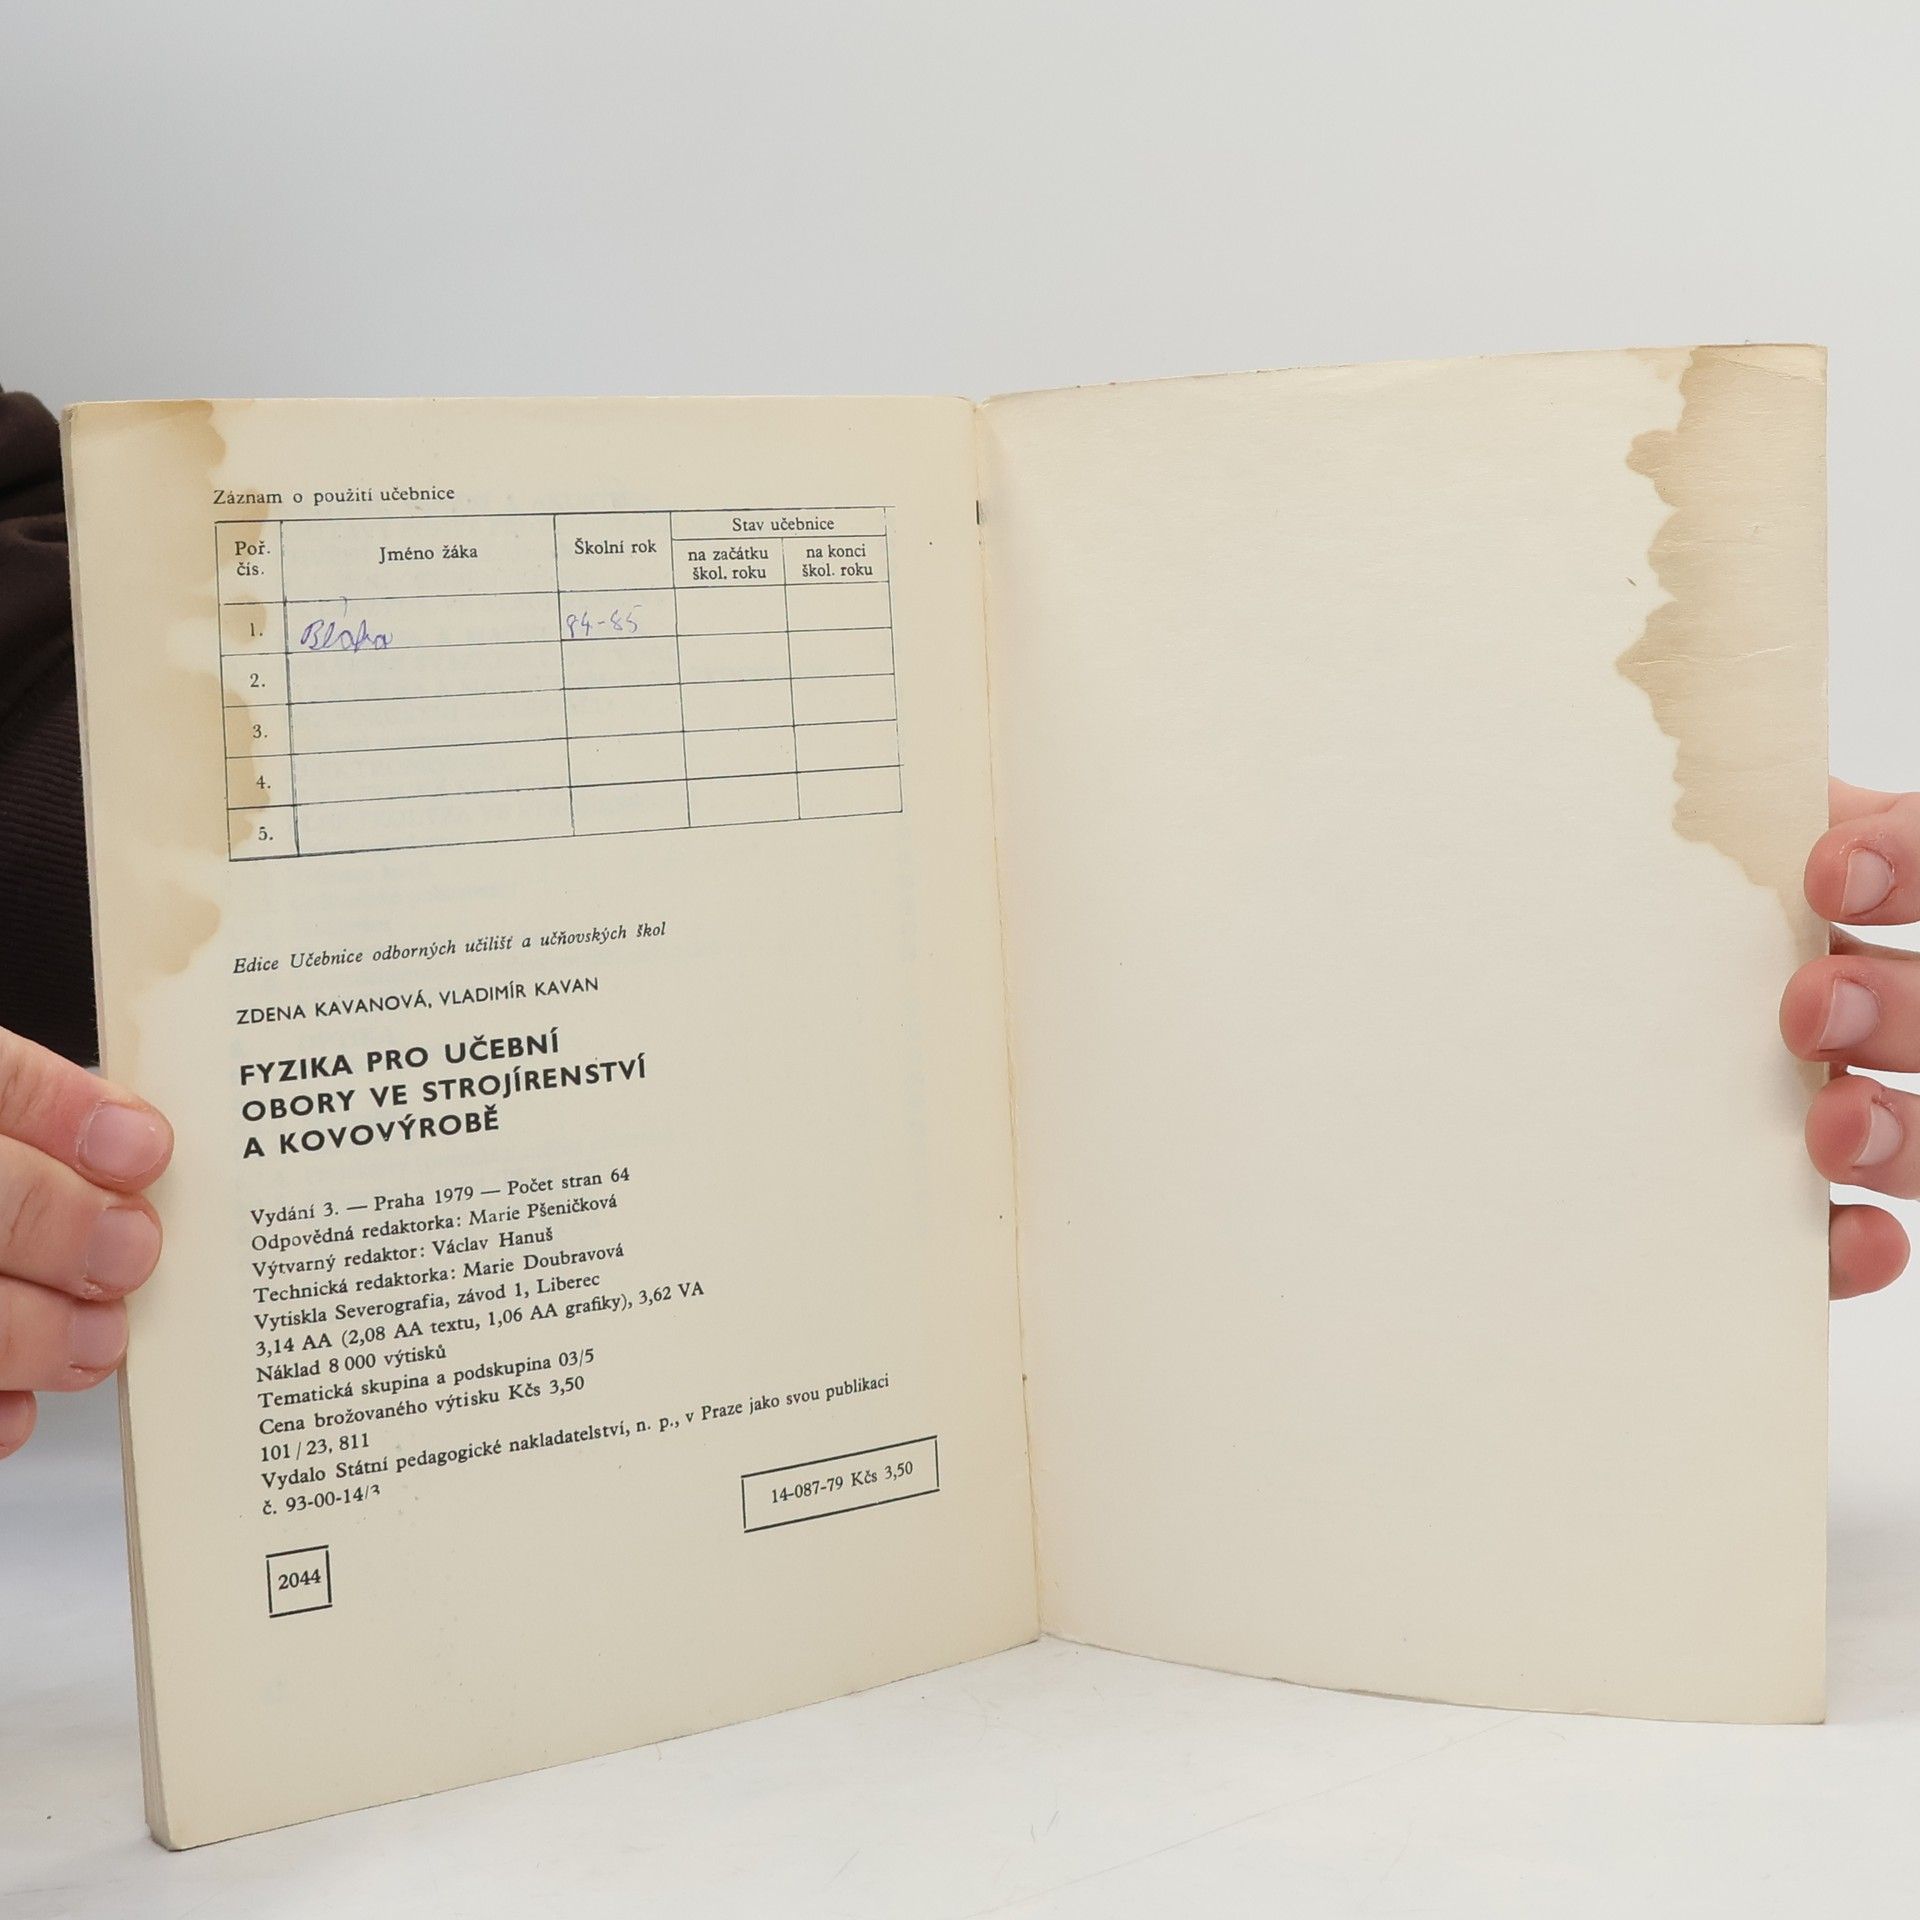 Záznam o použití učebnice
Poř. čís.
Jméno žáka
Školní rok
Stav učebnice
na začátku škol. roku
na konci škol. roku
1. Bláha 84-85
2.
3.
4.
5.
Edice Učebnice odborných učilišť a učňovských škol
ZDENA KAVANOVÁ, VLADIMÍR KAVAN
FYZIKA PRO UČEBNÍ
OBORY VE STROJÍRENSTVÍ
A KOVOVÝROBĚ
Vydání 3. — Praha 1979 — Počet stran 64
Odpovědná redaktorka: Marie Pšeničková
Výtvarný redaktor: Václav Hanuš
Technická redaktorka: Marie Doubravová
Vytiskla Severografia, závod 1, Liberec
3,14 AA (2,08 AA textu, 1,06 AA grafiky), 3,62 VA
Náklad 8 000 výtisků
Tematická skupina a podskupina 03/5
Cena brožovaného výtisku Kčs 3,50
101 / 23, 811
Vydalo Státní pedagogické nakladatelství, n. p., v Praze jako svou publikaci
č. 93-00-14/3
14-087-79 Kčs 3,50
2044